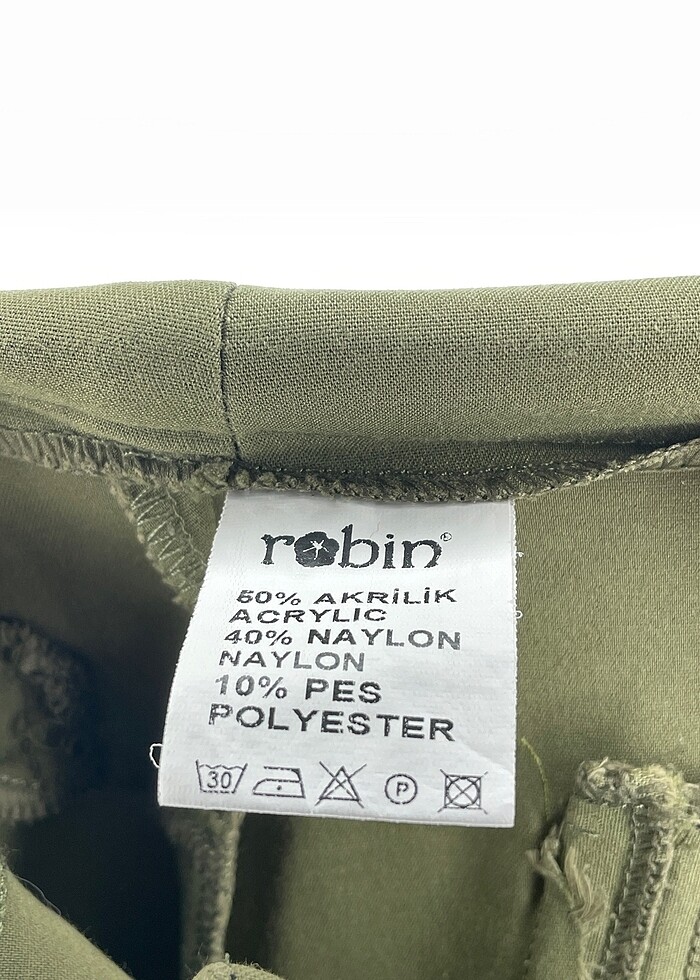 robin
50% AKRİLİK
ACRYLIC
40% NAYLON
NAYLON
10% PES
POLYESTER
30 P